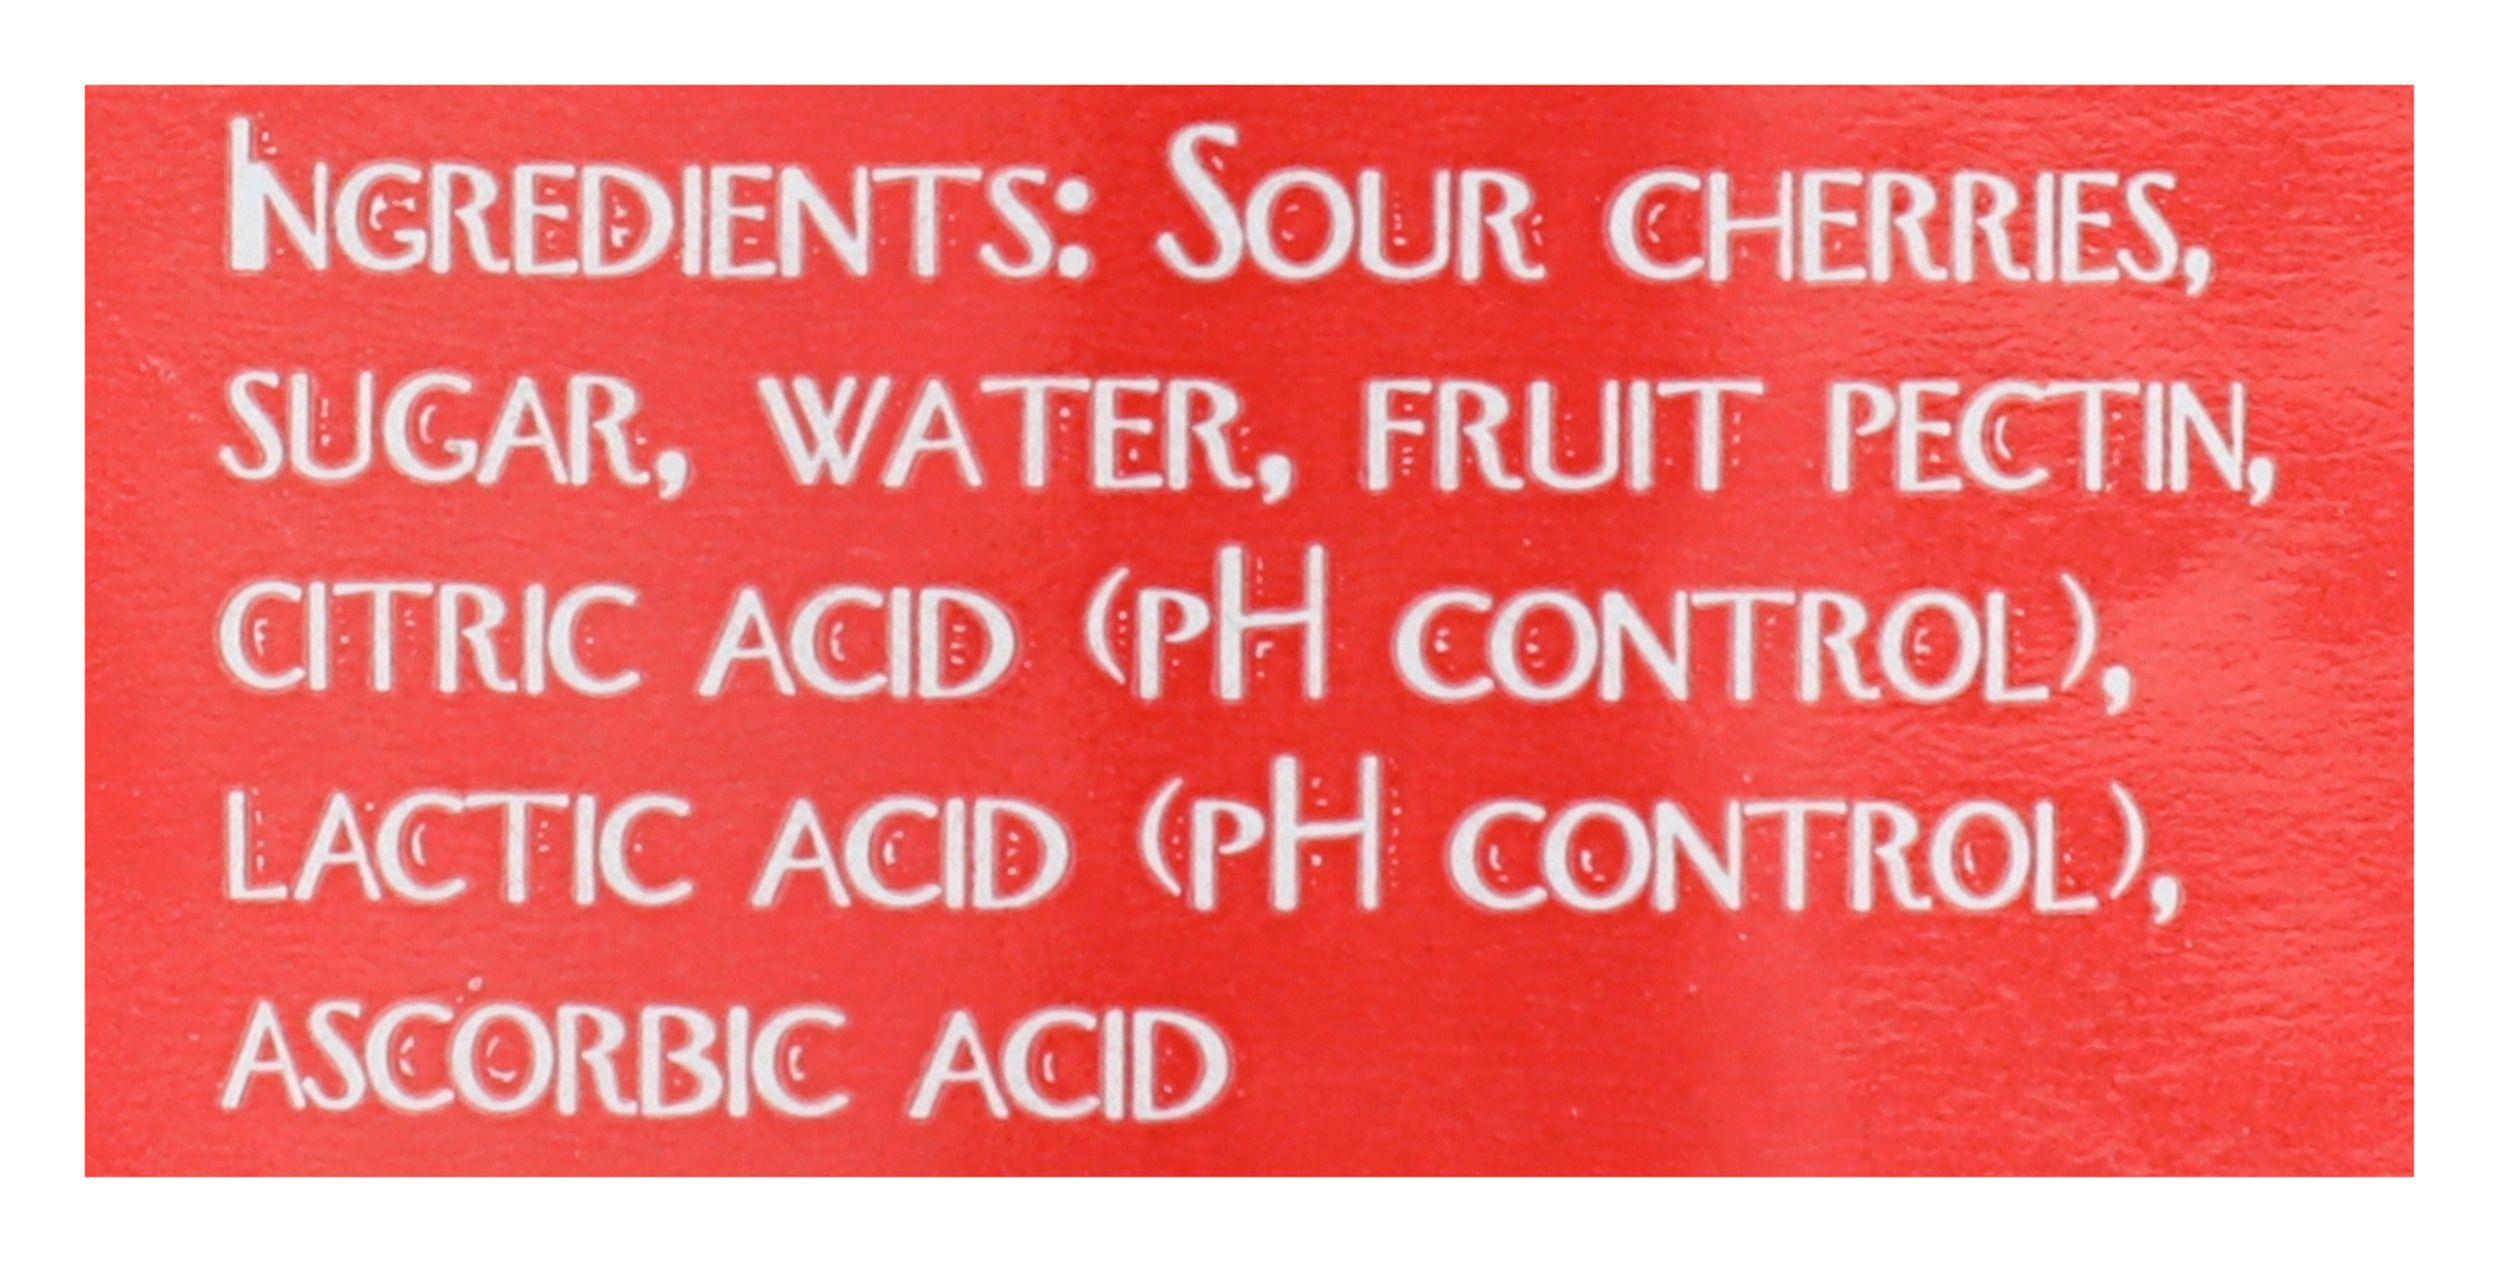 Ingredients: Sour cherries,
sugar, water, fruit pectin,
citric acid (pH control),
lactic acid (pH control),
ascorbic acid